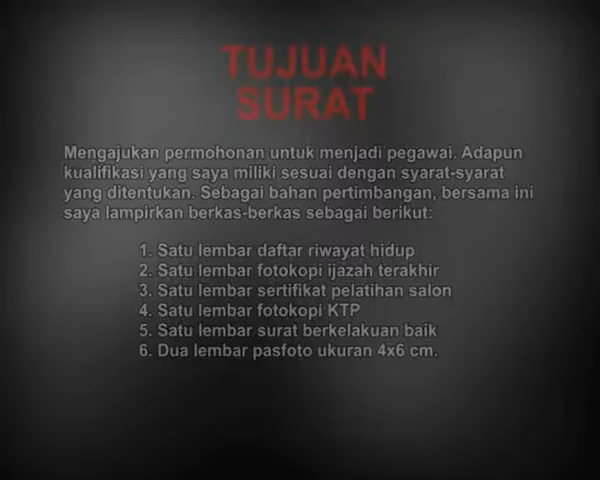 TUJUAN
SURAT
Mengajukan permohonan untuk menjadi pegawai. Adapun
kualifikasi yang saya miliki sesuai dengan syarat-syarat
yang ditentukan. Sebagai bahan pertimbangan, bersama ini
saya lampirkan berkas-berkas sebagai berikut:
1. Satu lembar daftar riwayat hidup
2. Satu lembar fotokopi ijazah terakhir
3. Satu lembar sertifikat pelatihan salon
4. Satu lembar fotokopi KTP
5. Satu lembar surat berkelakuan baik
6. Dua lembar pasfoto ukuran 4x6 cm.